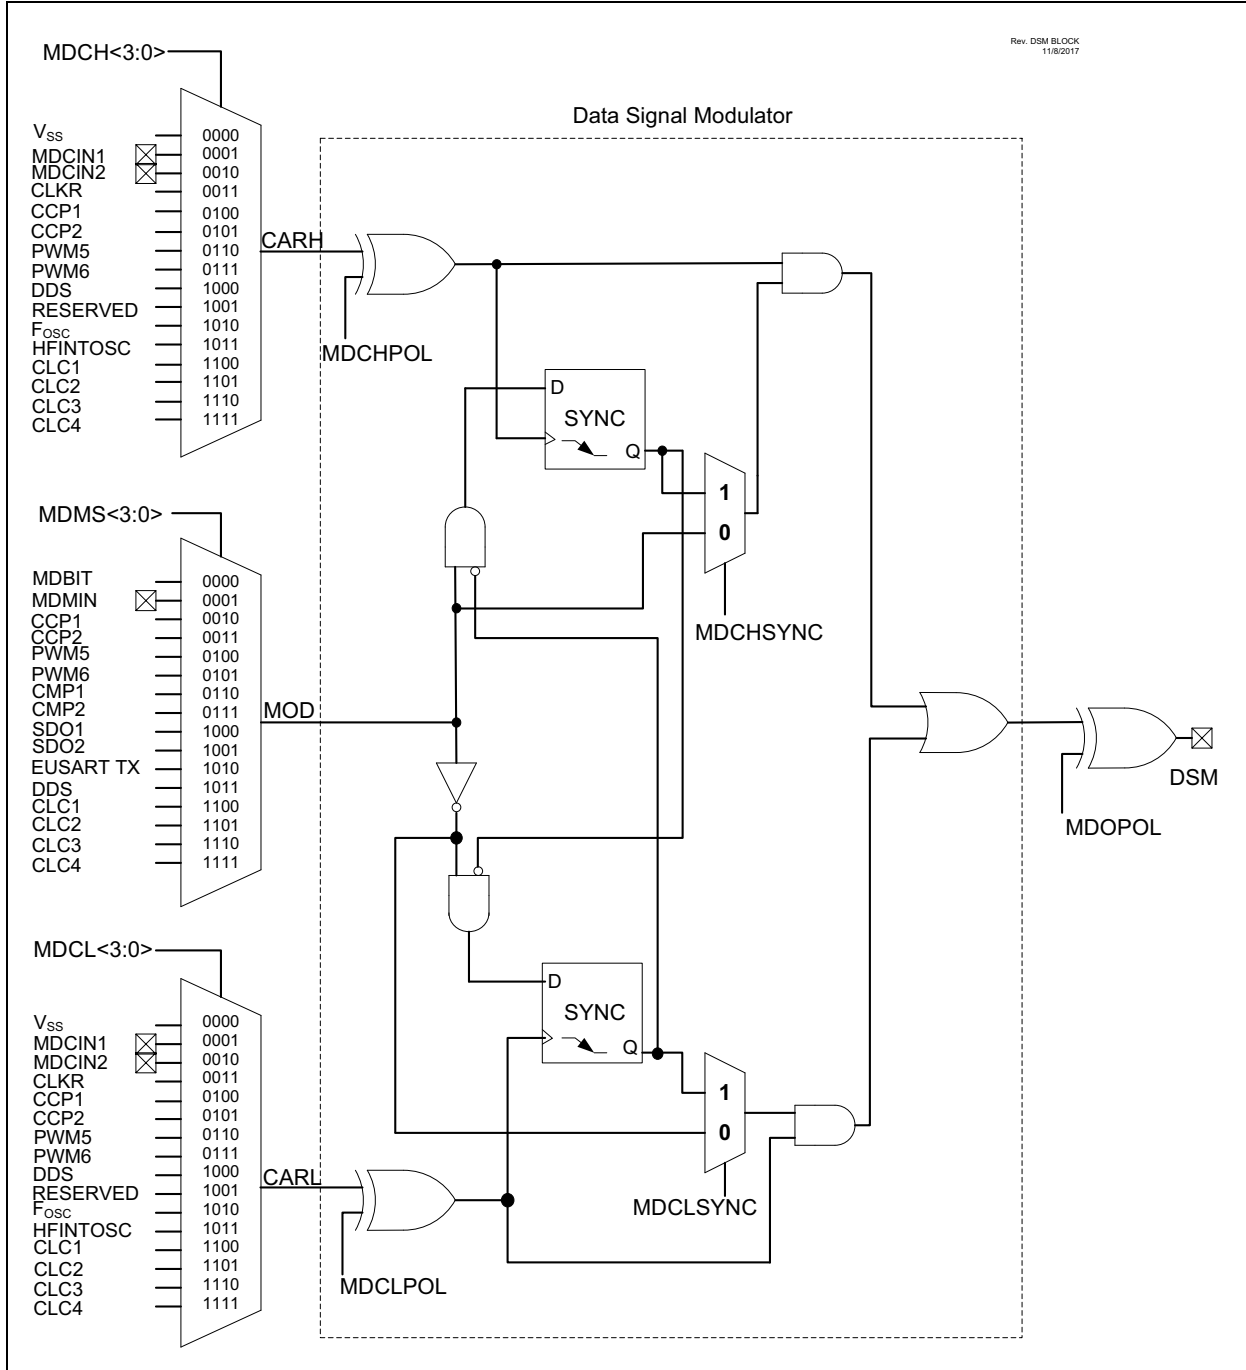 Rev. DSM BLOCK
11/8/2017
MDCH<3:0>
Data Signal Modulator
VSS 0000
MDCIN1 0001
MDCIN2 0010
CLKR 0011
CCP1 0100
CCP2 0101
PWM5 0110
PWM6 0111
DDS 1000
RESERVED 1001
FOSC 1010
HFINTOSC 1011
CLC1 1100
CLC2 1101
CLC3 1110
CLC4 1111
CARH
MDCHPOL
D
SYNC
Q
1
0
MDCHSYNC
MDMS<3:0>
MDBIT 0000
MDMIN 0001
CCP1 0010
CCP2 0011
PWM5 0100
PWM6 0101
CMP1 0110
CMP2 0111
SDO1 1000
SDO2 1001
EUSART TX 1010
DDS 1011
CLC1 1100
CLC2 1101
CLC3 1110
CLC4 1111
MOD
DSM
MDOPOL
MDCL<3:0>
VSS 0000
MDCIN1 0001
MDCIN2 0010
CLKR 0011
CCP1 0100
CCP2 0101
PWM5 0110
PWM6 0111
DDS 1000
RESERVED 1001
FOSC 1010
HFINTOSC 1011
CLC1 1100
CLC2 1101
CLC3 1110
CLC4 1111
CARL
MDCLPOL
D
SYNC
Q
1
0
MDCLSYNC